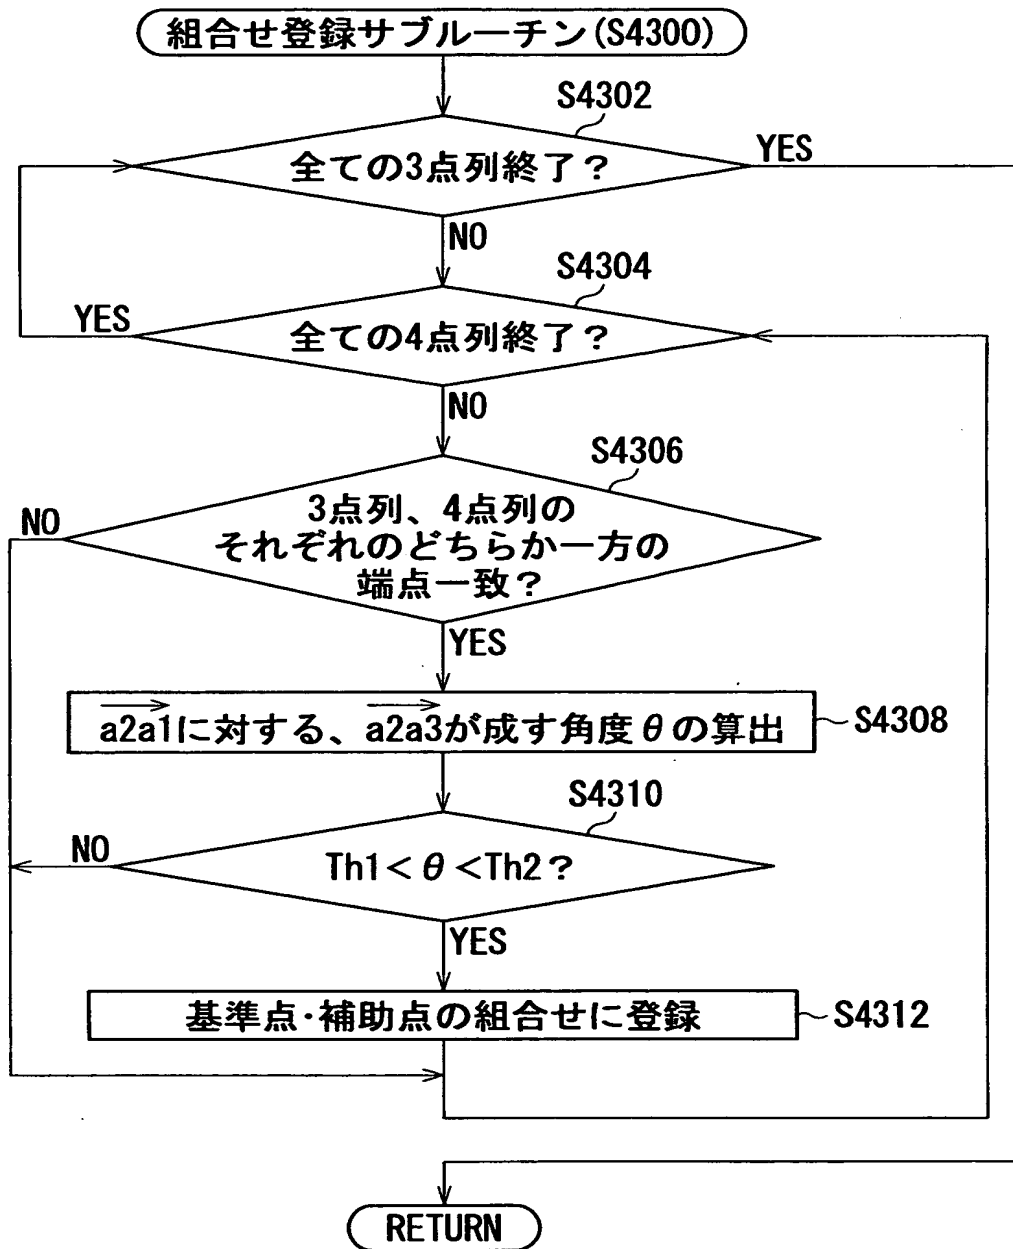 組合せ登録サブルーチン(S4300)
S4302
全ての3点列終了？
YES
NO
S4304
全ての4点列終了？
YES
NO
S4306
3点列、4点列の
それぞれのどちらか一方の
端点一致？
NO
YES
a2a1に対する、a2a3が成す角度θの算出
S4308
S4310
Th1＜θ＜Th2？
NO
YES
基準点・補助点の組合せに登録
S4312
RETURN